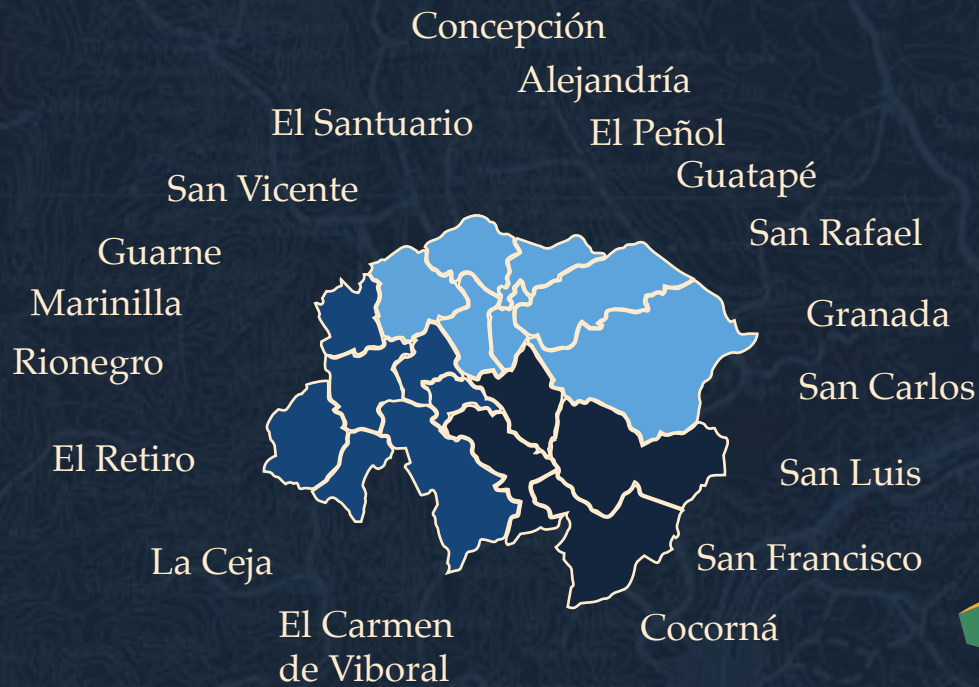 Concepción
Alejandría
El Santuario
El Peñol
Guatapé
San Vicente
San Rafael
Guarne
Marinilla
Granada
Rionegro
San Carlos
El Retiro
San Luis
La Ceja
San Francisco
El Carmen
de Viboral
Cocorná